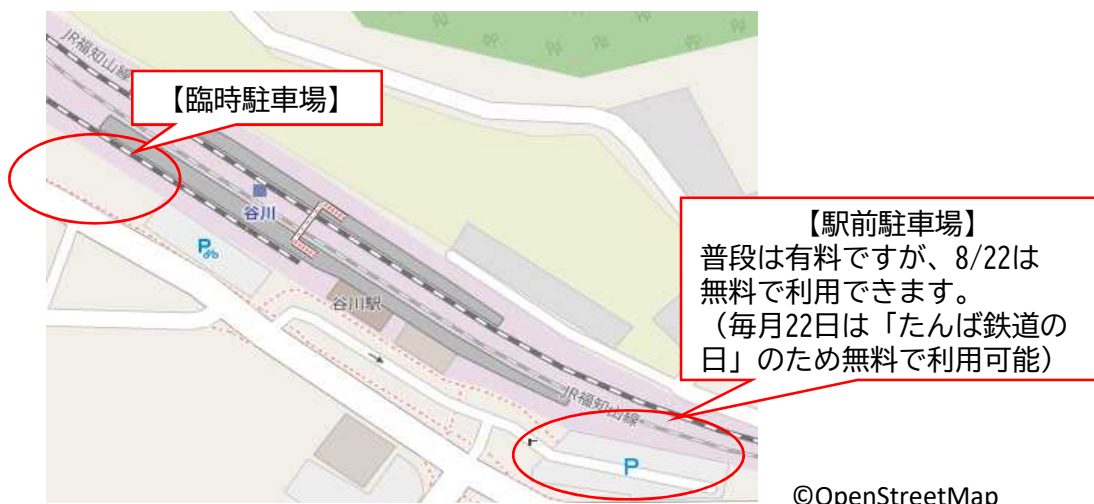 JR福知山線
【臨時駐車場】
谷川
P
谷川駅
【駅前駐車場】
普段は有料ですが、8/22は
無料で利用できます。
（毎月22日は「たんば鉄道の
日」のため無料で利用可能）
JR福知山線
P
©OpenStreetMap